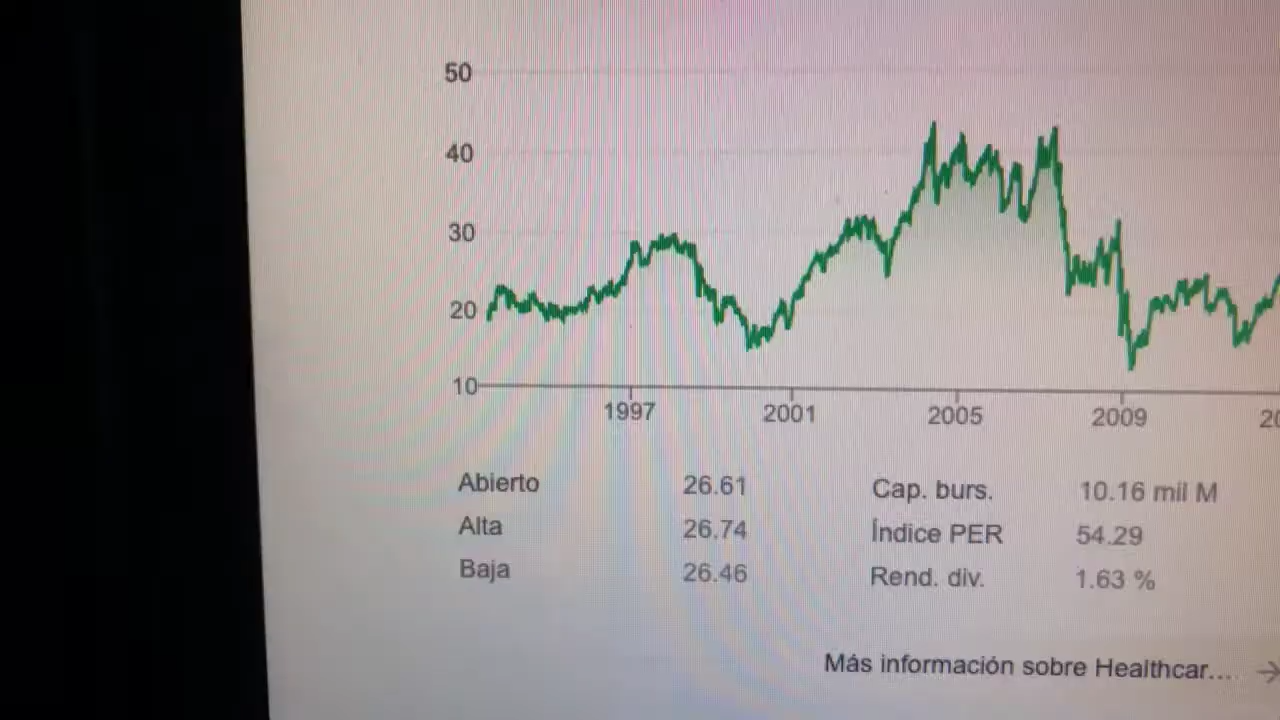 50
40
30
20
10
1997 2001 2005 2009 20
Abierto 26.61 Cap. burs. 10.16 mil M
Alta 26.74 Índice PER 54.29
Baja 26.46 Rend. div. 1.63 %
Más información sobre Healthcar... →